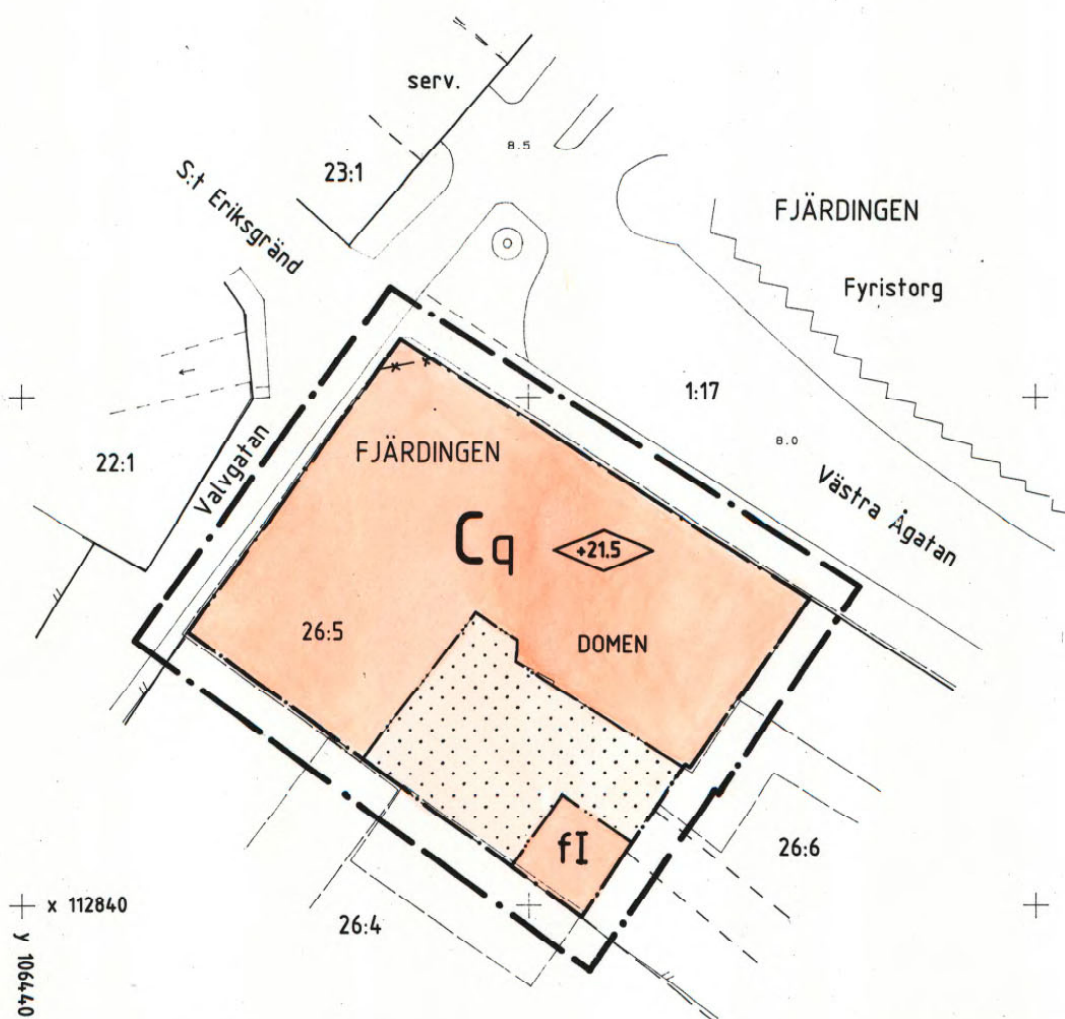 serv.
8.5
23:1
S:t Eriksgränd
FJÄRDINGEN
Fyristorg
1:17
8.0
22:1
Valvgatan
FJÄRDINGEN
Västra Ågatan
Cq
+21.5
26:5
DOMEN
fI
26:6
x 112840
26:4
y 106440